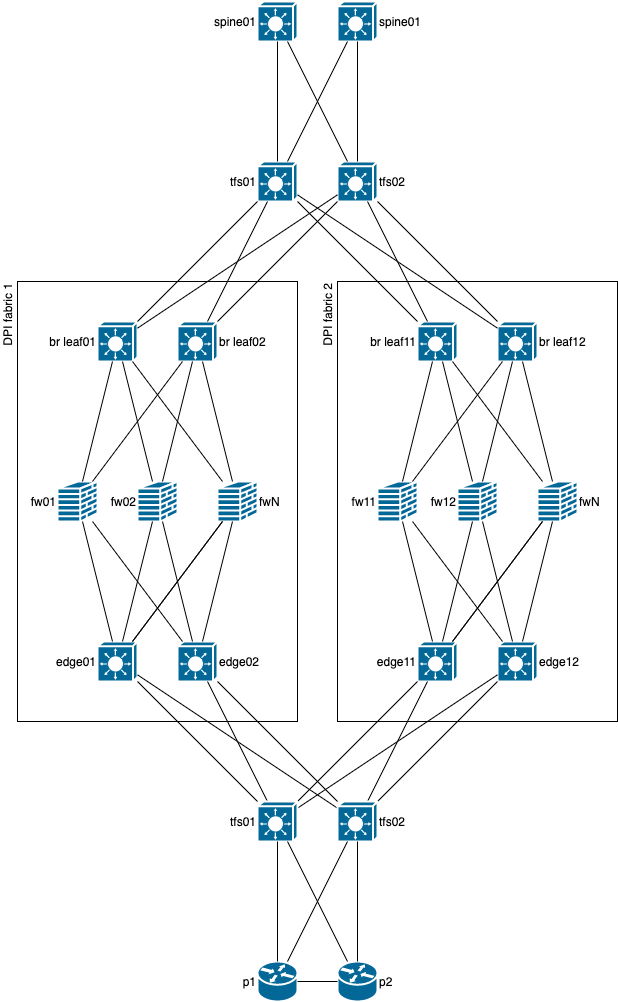 spine01
spine01
tfs01
tfs02
DPI fabric 1
DPI fabric 2
br leaf01
br leaf02
br leaf11
br leaf12
fw01
fw02
fwN
fw11
fw12
fwN
edge01
edge02
edge11
edge12
tfs01
tfs02
p1
p2